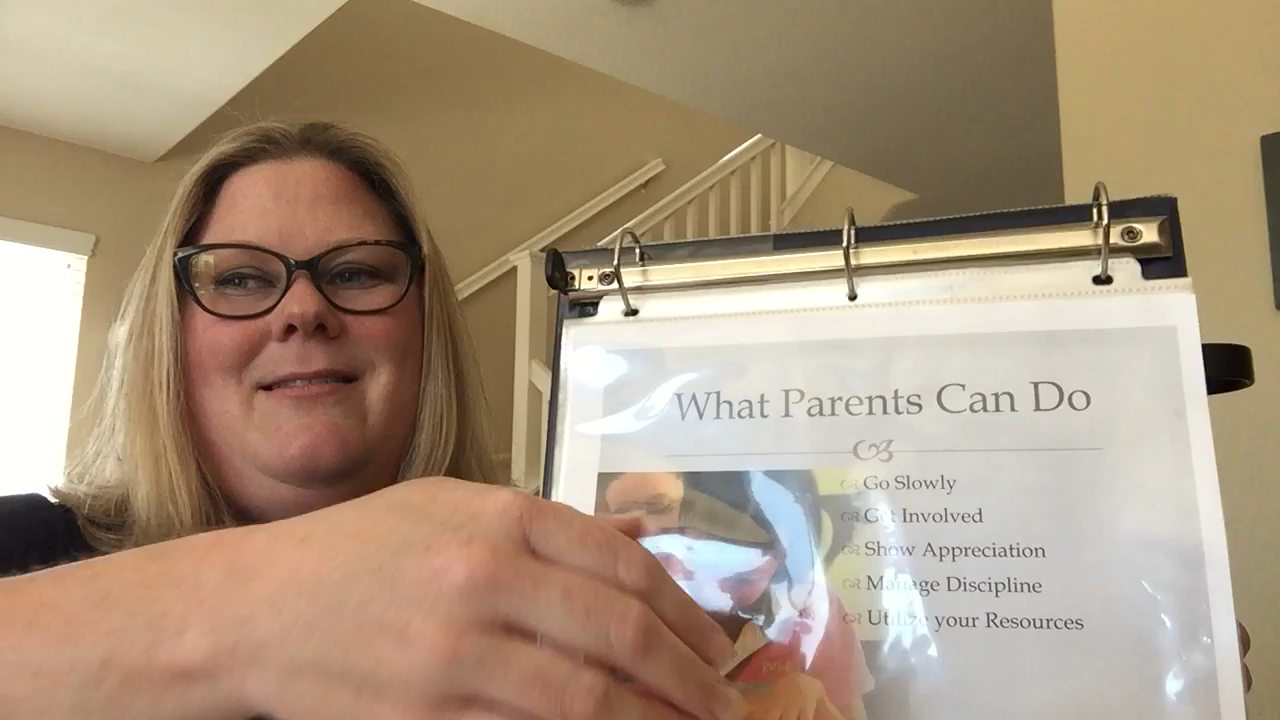 What Parents Can Do
Go Slowly
Get Involved
Show Appreciation
Manage Discipline
Utilize your Resources